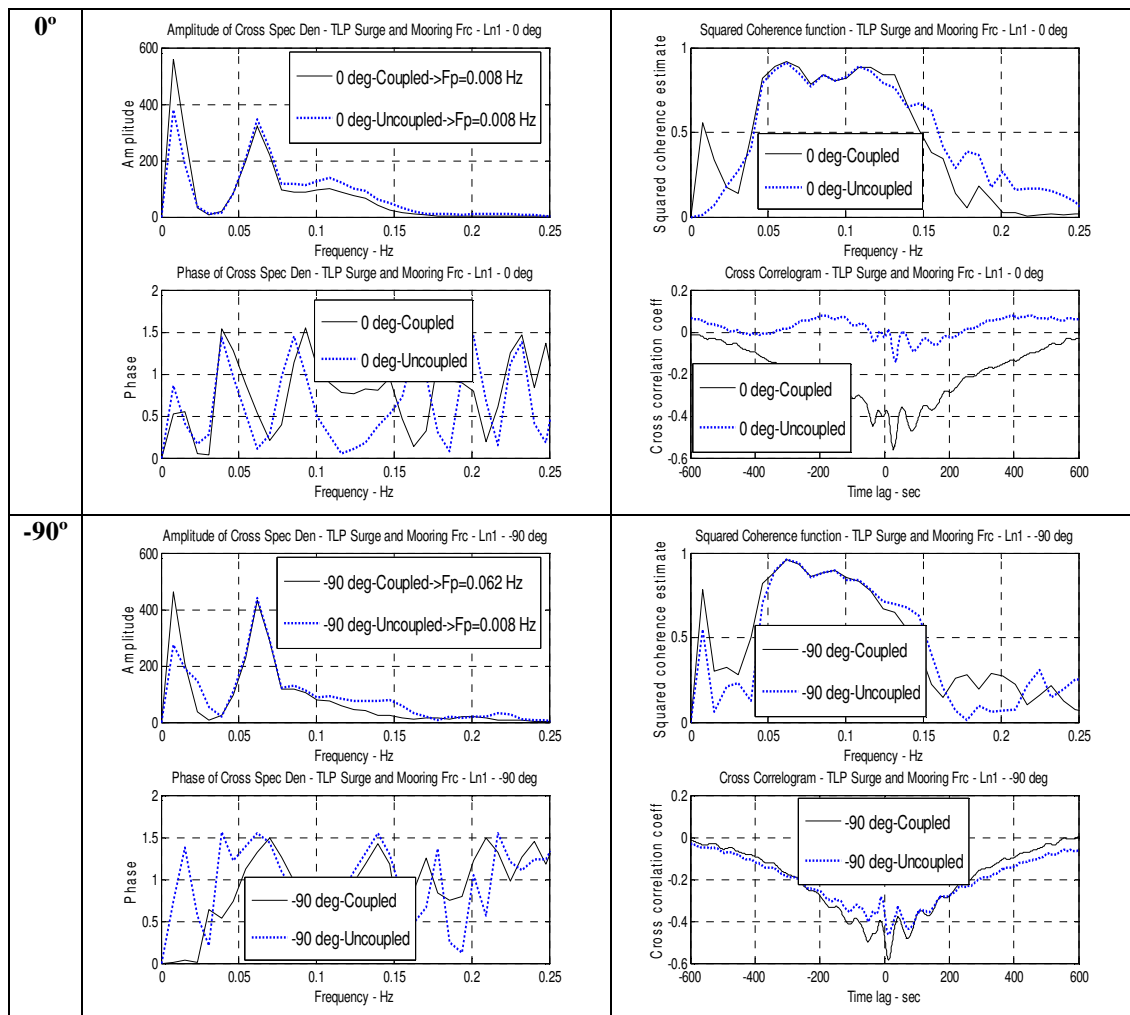 0º
Amplitude of Cross Spec Den - TLP Surge and Mooring Frc - Ln1 - 0 deg
600
400
200
0
Amplitude
0 deg-Coupled->Fp=0.008 Hz
0 deg-Uncoupled->Fp=0.008 Hz
0 0.05 0.1 0.15 0.2 0.25
Frequency - Hz
Phase of Cross Spec Den - TLP Surge and Mooring Frc - Ln1 - 0 deg
2
1.5
1
0.5
0
Phase
0 deg-Coupled
0 deg-Uncoupled
0 0.05 0.1 0.15 0.2 0.25
Frequency - Hz
Squared Coherence function - TLP Surge and Mooring Frc - Ln1 - 0 deg
1
0.5
0
Squared coherence estimate
0 deg-Coupled
0 deg-Uncoupled
0 0.05 0.1 0.15 0.2 0.25
Frequency - Hz
Cross Correlogram - TLP Surge and Mooring Frc - Ln1 - 0 deg
0.2
0
-0.2
-0.4
-0.6
Cross correlation coeff
0 deg-Coupled
0 deg-Uncoupled
-600 -400 -200 0 200 400 600
Time lag - sec
-90º
Amplitude of Cross Spec Den - TLP Surge and Mooring Frc - Ln1 - -90 deg
600
400
200
0
Amplitude
-90 deg-Coupled->Fp=0.062 Hz
-90 deg-Uncoupled->Fp=0.008 Hz
0 0.05 0.1 0.15 0.2 0.25
Frequency - Hz
Phase of Cross Spec Den - TLP Surge and Mooring Frc - Ln1 - -90 deg
2
1.5
1
0.5
0
Phase
-90 deg-Coupled
-90 deg-Uncoupled
0 0.05 0.1 0.15 0.2 0.25
Frequency - Hz
Squared Coherence function - TLP Surge and Mooring Frc - Ln1 - -90 deg
1
0.5
0
Squared coherence estimate
-90 deg-Coupled
-90 deg-Uncoupled
0 0.05 0.1 0.15 0.2 0.25
Frequency - Hz
Cross Correlogram - TLP Surge and Mooring Frc - Ln1 - -90 deg
0.2
0
-0.2
-0.4
-0.6
Cross correlation coeff
-90 deg-Coupled
-90 deg-Uncoupled
-600 -400 -200 0 200 400 600
Time lag - sec